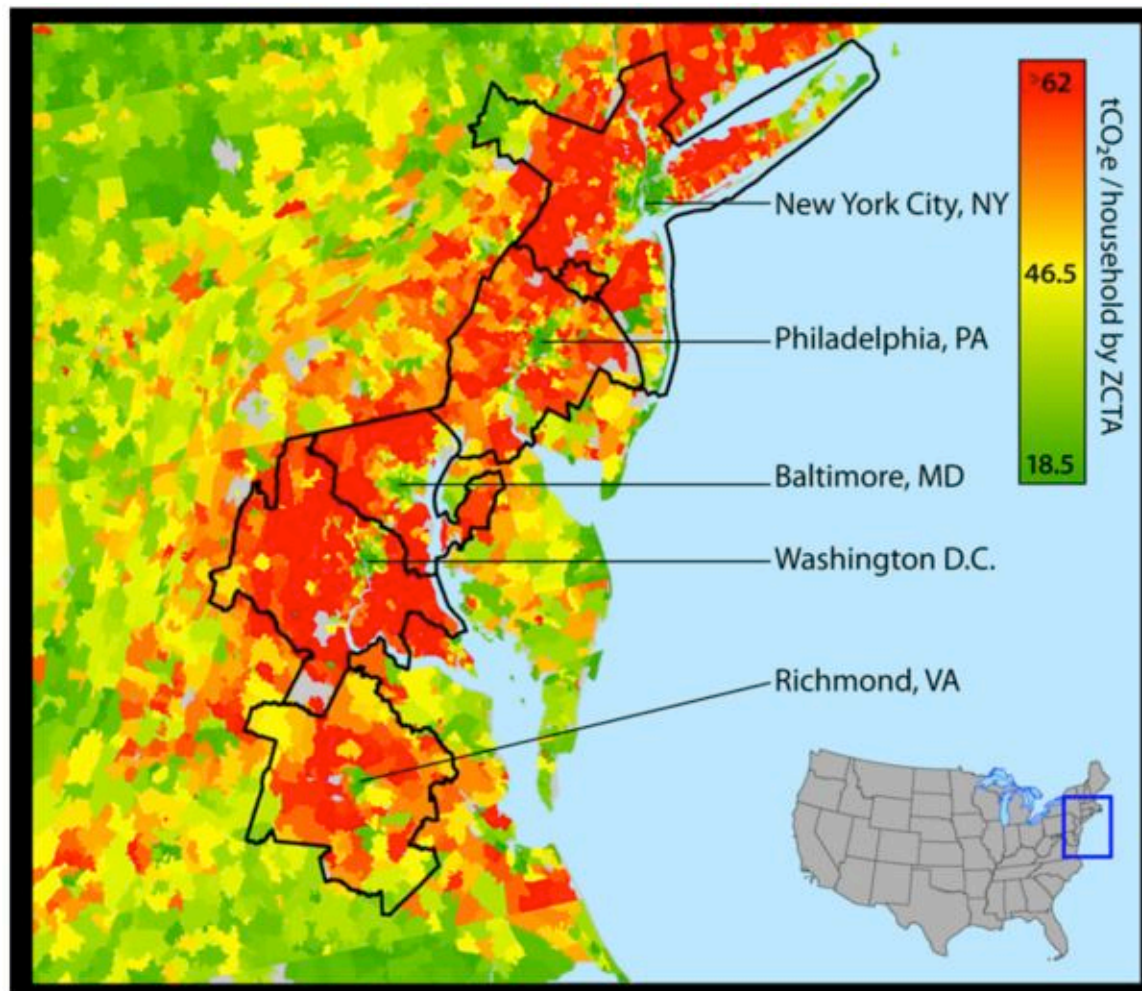 >62
46.5
18.5
tCO₂e /household by ZCTA
New York City, NY
Philadelphia, PA
Baltimore, MD
Washington D.C.
Richmond, VA